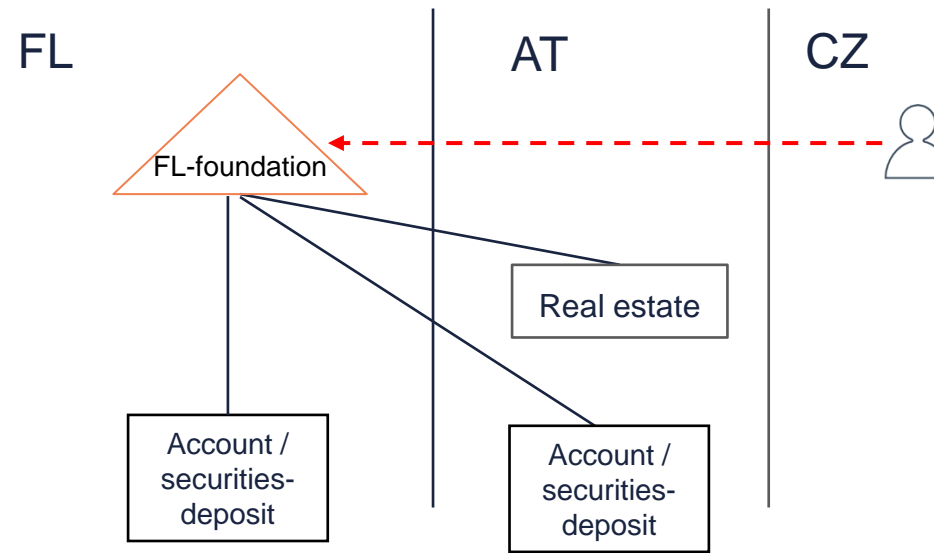 FL
AT
CZ
FL-foundation
Real estate
Account /
securities-
deposit
Account /
securities-
deposit